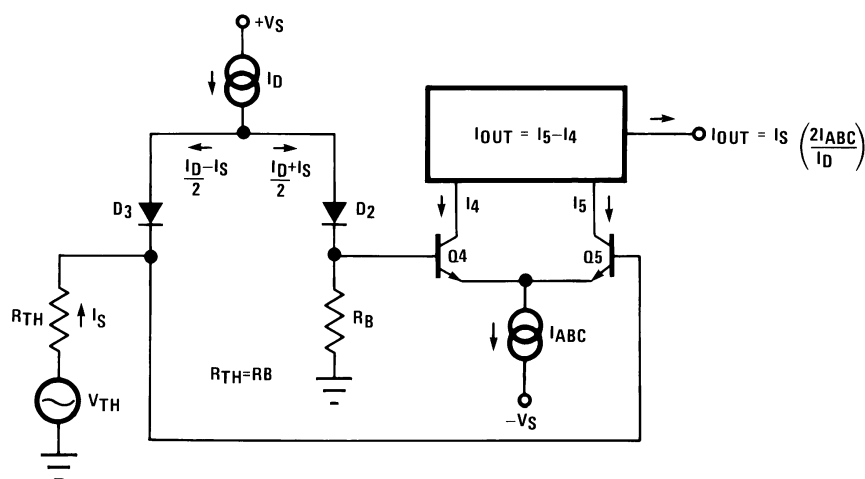 +VS
ID
IOUT = I5–I4
IOUT = IS (2IABC/ID)
ID/2–IS
ID/2+IS
I4
I5
D3
D2
Q4
Q5
RTH
IS
RB
IABC
RTH=RB
VTH
–VS